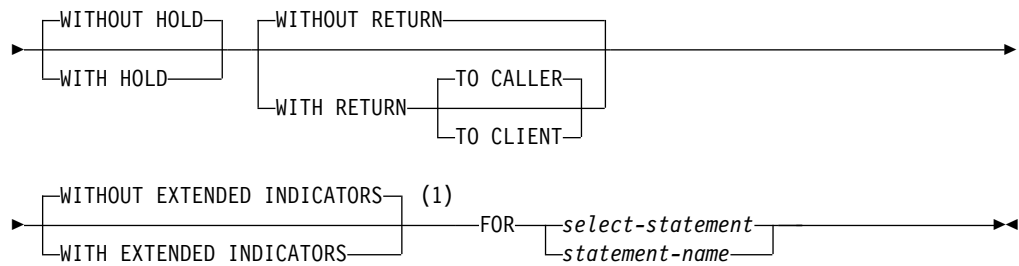 WITHOUT HOLD WITHOUT RETURN
WITH HOLD TO CALLER
WITH RETURN
TO CLIENT
WITHOUT EXTENDED INDICATORS (1)
FOR select-statement
WITH EXTENDED INDICATORS statement-name